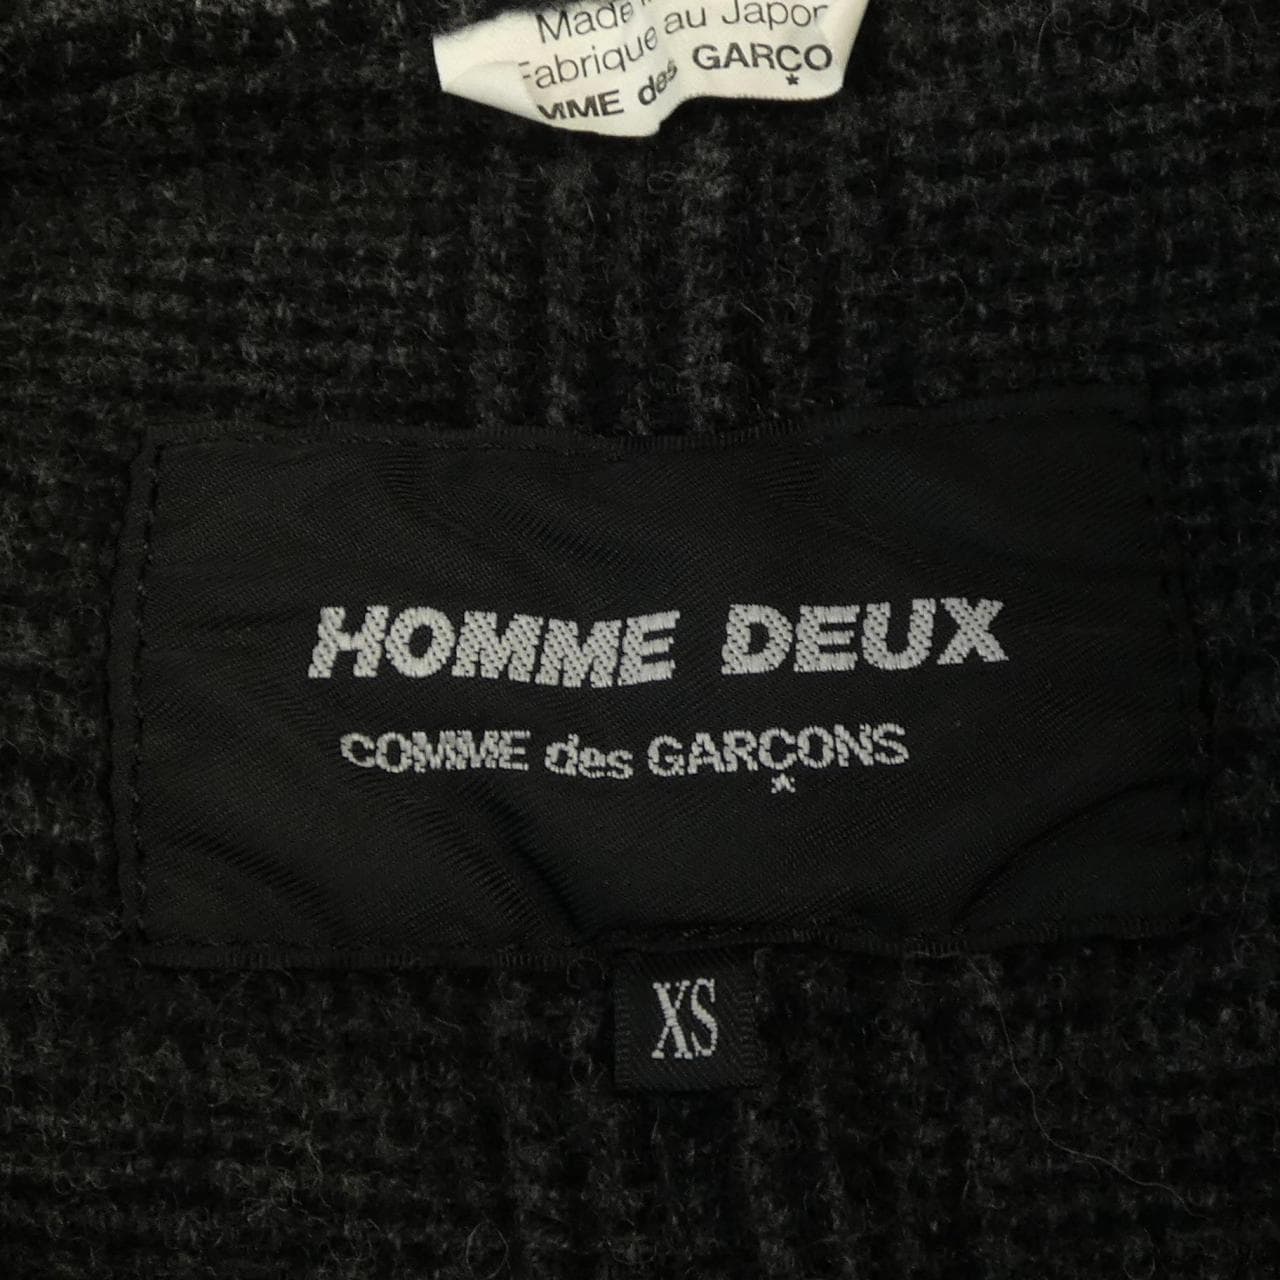 Made
Fabrique au Japon
MME des GARÇO
*
HOMME DEUX
COMME des GARÇONS
*
XS